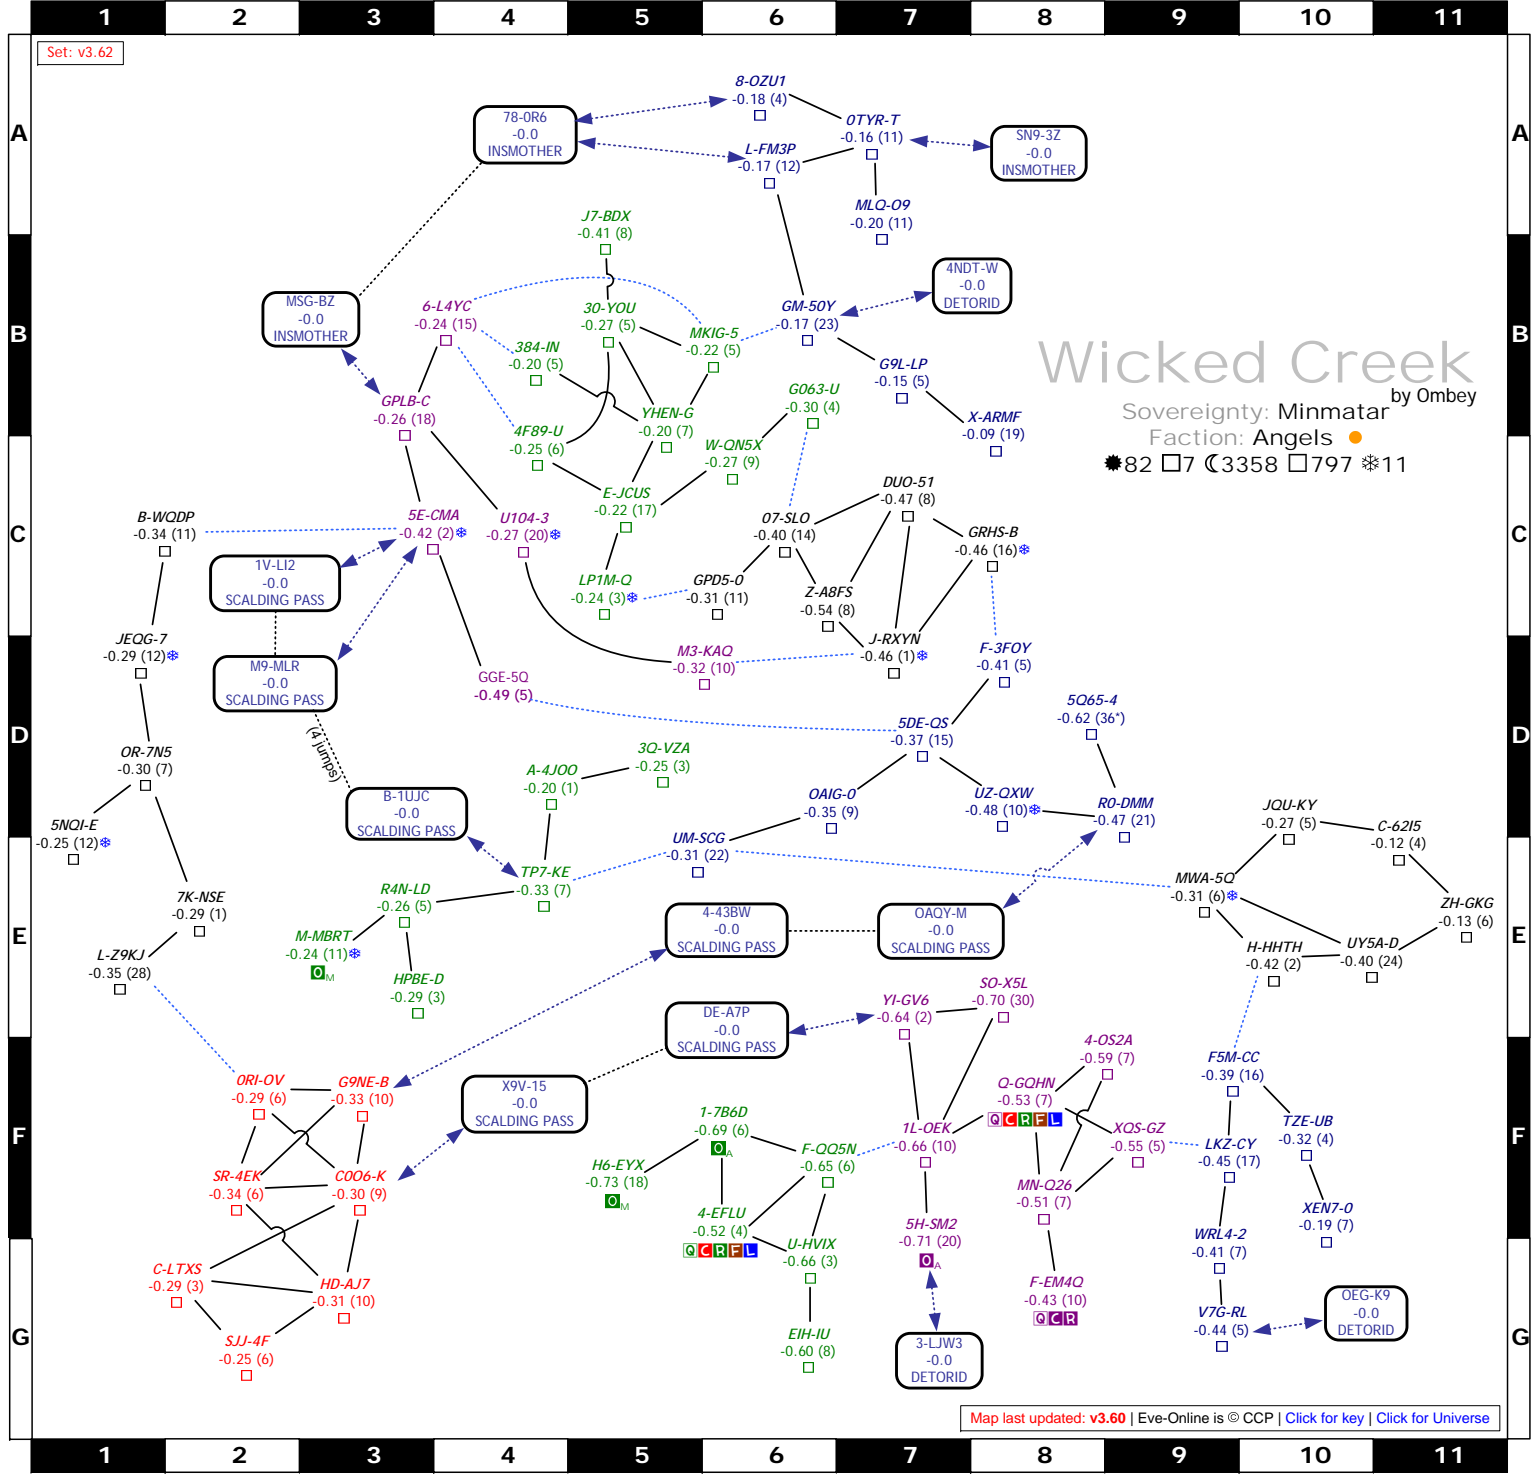 1 2 3 4 5 6 7 8 9 10 11
Set: v3.62
A A
8-OZU1
-0.18 (4)
78-0R6
-0.0
INSMOTHER
0TYR-T
-0.16 (11)
SN9-3Z
-0.0
INSMOTHER
L-FM3P
-0.17 (12)
MLQ-O9
-0.20 (11)
J7-BDX
-0.41 (8)
B B
4NDT-W
-0.0
DETORID
MSG-BZ
-0.0
INSMOTHER
6-L4YC
-0.24 (15)
30-YOU
-0.27 (5)
GM-50Y
-0.17 (23)
MKIG-5
-0.22 (5)
384-IN
-0.20 (5)
G9L-LP
-0.15 (5)
Wicked Creek
by Ombey
Sovereignty: Minmatar
Faction: Angels
82 7 3358 797 11
G063-U
-0.30 (4)
GPLB-C
-0.26 (18)
YHEN-G
-0.20 (7)
X-ARMF
-0.09 (19)
4F89-U
-0.25 (6)
W-QN5X
-0.27 (9)
C C
DUO-51
-0.47 (8)
E-JCUS
-0.22 (17)
B-WQDP
-0.34 (11)
5E-CMA
-0.42 (2)
U104-3
-0.27 (20)
07-SLO
-0.40 (14)
GRHS-B
-0.46 (16)
1V-LI2
-0.0
SCALDING PASS
LP1M-Q
-0.24 (3)
GPD5-0
-0.31 (11)
Z-A8FS
-0.54 (8)
JEQG-7
-0.29 (12)
J-RXYN
-0.46 (1)
M9-MLR
-0.0
SCALDING PASS
M3-KAQ
-0.32 (10)
F-3FOY
-0.41 (5)
GGE-5Q
-0.49 (5)
D D
5Q65-4
-0.62 (36*)
5DE-QS
-0.37 (15)
(4 jumps)
OR-7N5
-0.30 (7)
3Q-VZA
-0.25 (3)
A-4JOO
-0.20 (1)
B-1UJC
-0.0
SCALDING PASS
OAIG-0
-0.35 (9)
UZ-QXW
-0.48 (10)
R0-DMM
-0.47 (21)
JQU-KY
-0.27 (5)
5NQI-E
-0.25 (12)
C-62I5
-0.12 (4)
UM-SCG
-0.31 (22)
E E
TP7-KE
-0.33 (7)
MWA-5Q
-0.31 (6)
R4N-LD
-0.26 (5)
7K-NSE
-0.29 (1)
ZH-GKG
-0.13 (6)
4-43BW
-0.0
SCALDING PASS
OAQY-M
-0.0
SCALDING PASS
M-MBRT
-0.24 (11)
O M
H-HHTH
-0.42 (2)
UY5A-D
-0.40 (24)
L-Z9KJ
-0.35 (28)
HPBE-D
-0.29 (3)
SO-X5L
-0.70 (30)
YI-GV6
-0.64 (2)
DE-A7P
-0.0
SCALDING PASS
F F
4-OS2A
-0.59 (7)
F5M-CC
-0.39 (16)
0RI-OV
-0.29 (6)
G9NE-B
-0.33 (10)
X9V-15
-0.0
SCALDING PASS
Q-GQHN
-0.53 (7)
Q C R F L
1-7B6D
-0.69 (6)
O A
1L-OEK
-0.66 (10)
XQS-GZ
-0.55 (5)
TZE-UB
-0.32 (4)
LKZ-CY
-0.45 (17)
F-QQ5N
-0.65 (6)
H6-EYX
-0.73 (18)
O M
SR-4EK
-0.34 (6)
COO6-K
-0.30 (9)
MN-Q26
-0.51 (7)
4-EFLU
-0.52 (4)
Q C R F L
5H-SM2
-0.71 (20)
O A
XEN7-0
-0.19 (7)
WRL4-2
-0.41 (7)
U-HVIX
-0.66 (3)
G G
C-LTXS
-0.29 (3)
HD-AJ7
-0.31 (10)
F-EM4Q
-0.43 (10)
Q C R
OEG-K9
-0.0
DETORID
V7G-RL
-0.44 (5)
SJJ-4F
-0.25 (6)
EIH-IU
-0.60 (8)
3-LJW3
-0.0
DETORID
Map last updated: v3.60 | Eve-Online is © CCP | Click for key | Click for Universe
1 2 3 4 5 6 7 8 9 10 11